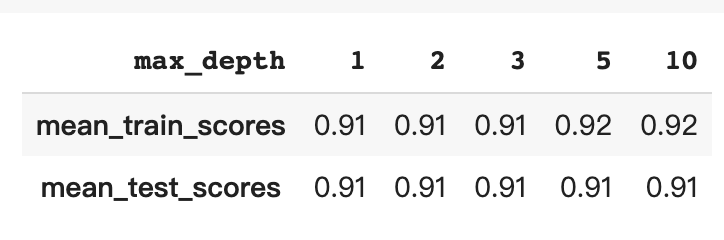 max_depth 1 2 3 5 10
mean_train_scores 0.91 0.91 0.91 0.92 0.92
mean_test_scores 0.91 0.91 0.91 0.91 0.91